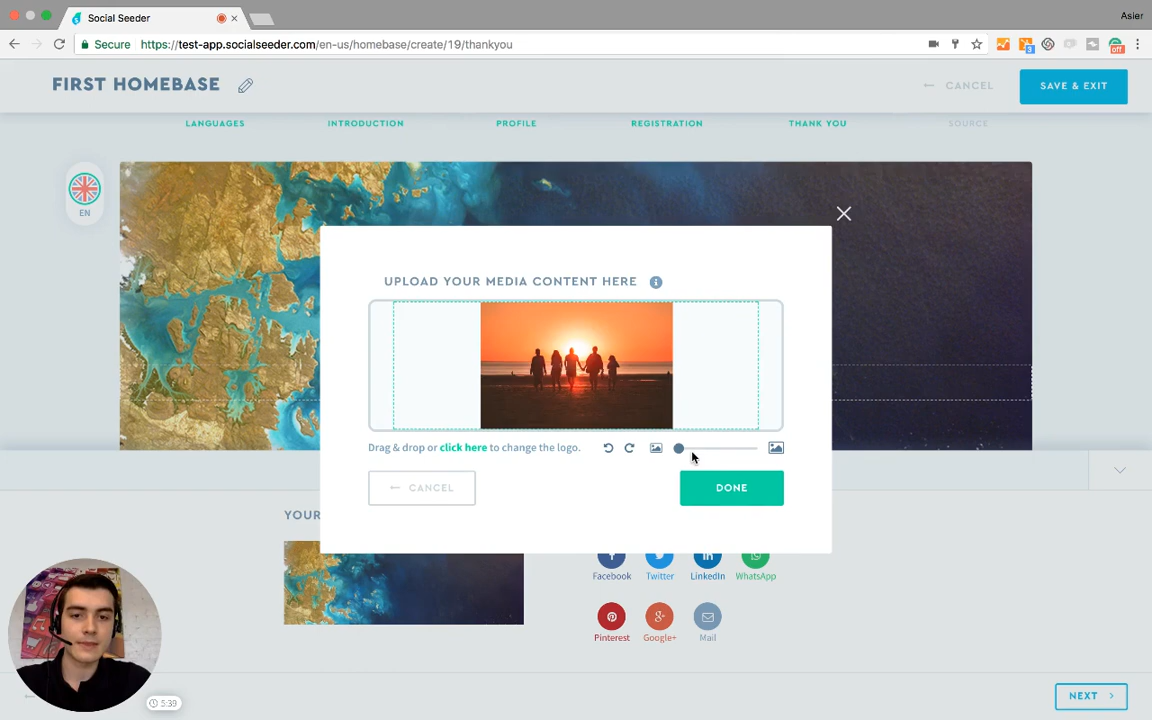 Social Seeder
Asier
Secure https://test-app.socialseeder.com/en-us/homebase/create/19/thankyou
off
FIRST HOMEBASE
← CANCEL
SAVE & EXIT
LANGUAGES
INTRODUCTION
PROFILE
REGISTRATION
THANK YOU
SOURCE
EN
UPLOAD YOUR MEDIA CONTENT HERE
Drag & drop or click here to change the logo.
← CANCEL
DONE
YOUR
Facebook
Twitter
LinkedIn
WhatsApp
Pinterest
Google+
Mail
5:39
NEXT >